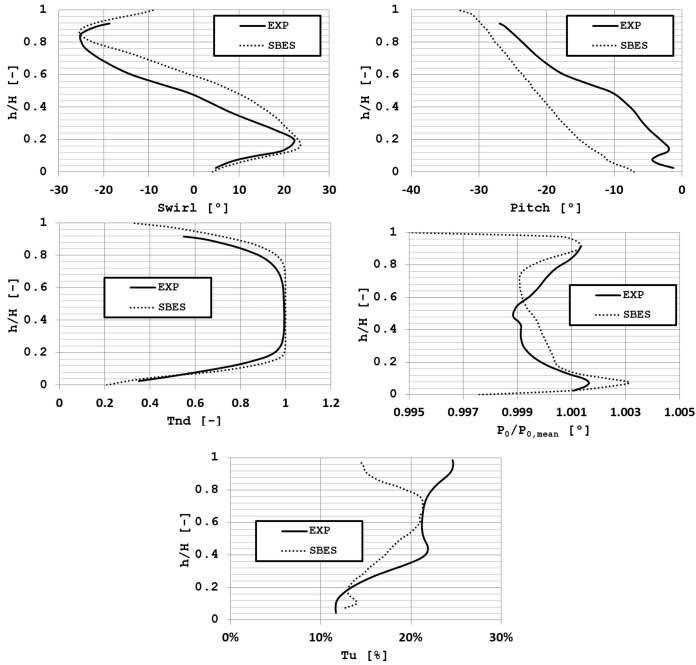 1
0.8
0.6
0.4
0.2
0
h/H [-]
EXP
SBES
-30 -20 -10 0 10 20 30
Swirl [°]
1
0.8
0.6
0.4
0.2
0
h/H [-]
EXP
SBES
-40 -30 -20 -10 0
Pitch [°]
1
0.8
0.6
0.4
0.2
0
h/H [-]
EXP
SBES
0 0.2 0.4 0.6 0.8 1 1.2
Tnd [-]
1
0.8
0.6
0.4
0.2
0
h/H [-]
EXP
SBES
0.995 0.997 0.999 1.001 1.003 1.005
P0/P0,mean [°]
1
0.8
0.6
0.4
0.2
0
h/H [-]
EXP
SBES
0% 10% 20% 30%
Tu [%]